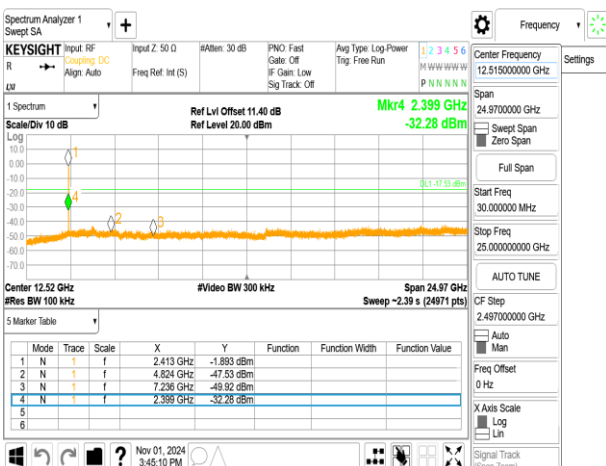 Spectrum Analyzer 1
Swept SA
Frequency
KEYSIGHT
R
Input: RF
Coupling: DC
Align: Auto
Input Z: 50 Ω
Freq Ref: Int (S)
#Atten: 30 dB
PNO: Fast
Gate: Off
IF Gain: Low
Sig Track: Off
Avg Type: Log-Power
Trig: Free Run
1 2 3 4 5 6
M W W W W W
P N N N N N
1 Spectrum
Scale/Div 10 dB
Ref Lvl Offset 11.40 dB
Ref Level 20.00 dBm
Mkr4 2.399 GHz
-32.28 dBm
Log
10.0
0.00
-10.0
-20.0
-30.0
-40.0
-50.0
-60.0
-70.0
1
4
2
3
DL1 -17.53 dBm
Center 12.52 GHz
#Video BW 300 kHz
Span 24.97 GHz
#Res BW 100 kHz
Sweep ~2.39 s (24971 pts)
5 Marker Table
Mode Trace Scale X Y Function Function Width Function Value
1 N 1 f 2.413 GHz -1.893 dBm
2 N 1 f 4.824 GHz -47.53 dBm
3 N 1 f 7.236 GHz -49.92 dBm
4 N 1 f 2.399 GHz -32.28 dBm
5
6
Nov 01, 2024
3:45:10 PM
?
Center Frequency
12.515000000 GHz
Settings
Span
24.9700000 GHz
Swept Span
Zero Span
Full Span
Start Freq
30.000000 MHz
Stop Freq
25.000000000 GHz
AUTO TUNE
CF Step
2.497000000 GHz
Auto
Man
Freq Offset
0 Hz
X Axis Scale
Log
Lin
Signal Track
(Span Zoom)